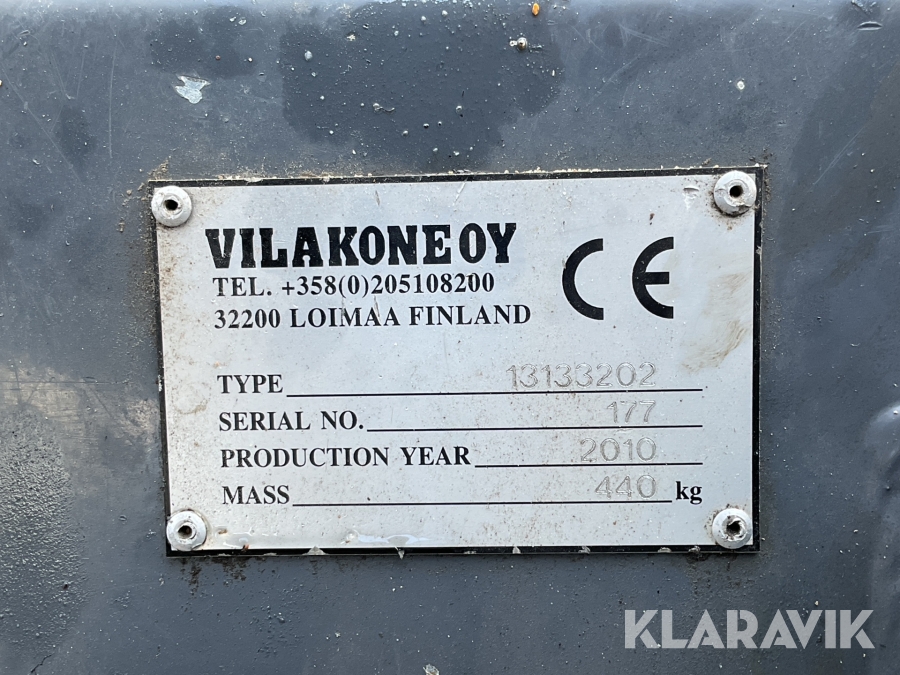 VILAKONE OY
TEL. +358(0)205108200
32200 LOIMAA FINLAND
CE
TYPE 13133202
SERIAL NO. 177
PRODUCTION YEAR 2010
MASS 440 kg
KLARAVIK